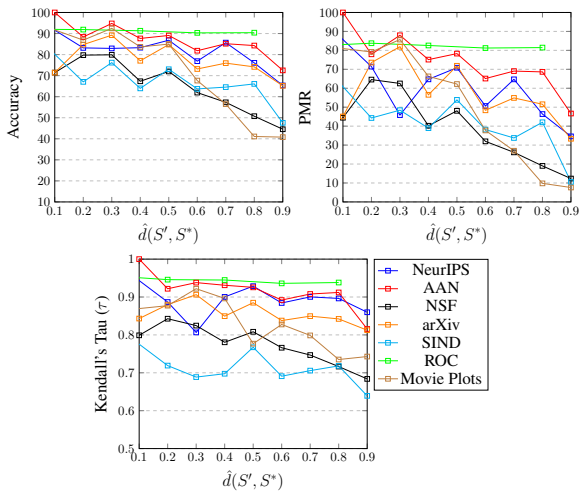 100
90
80
70
60
50
40
30
20
10
Accuracy
0.1 0.2 0.3 0.4 0.5 0.6 0.7 0.8 0.9
d̂(S′, S*)
100
90
80
70
60
50
40
30
20
10
0
PMR
0.1 0.2 0.3 0.4 0.5 0.6 0.7 0.8 0.9
d̂(S′, S*)
1
0.9
0.8
0.7
0.6
0.5
Kendall's Tau (τ)
0.1 0.2 0.3 0.4 0.5 0.6 0.7 0.8 0.9
d̂(S′, S*)
NeurIPS
AAN
NSF
arXiv
SIND
ROC
Movie Plots